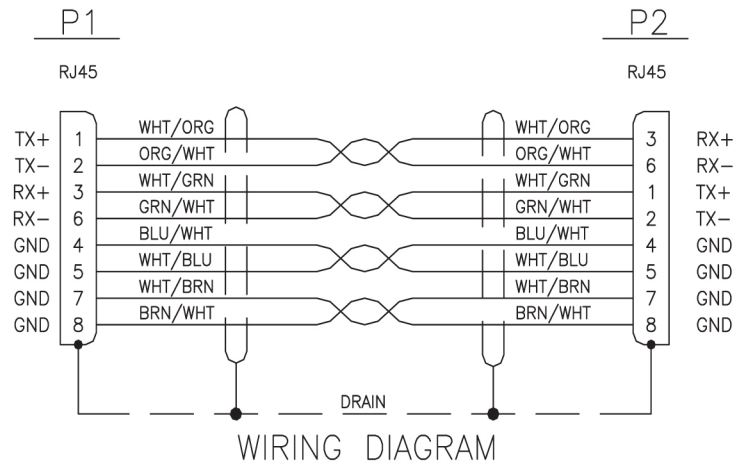 P1 P2
RJ45 RJ45
TX+ 1 WHT/ORG WHT/ORG 3 RX+
TX- 2 ORG/WHT ORG/WHT 6 RX-
RX+ 3 WHT/GRN WHT/GRN 1 TX+
RX- 6 GRN/WHT GRN/WHT 2 TX-
GND 4 BLU/WHT BLU/WHT 4 GND
GND 5 WHT/BLU WHT/BLU 5 GND
GND 7 WHT/BRN WHT/BRN 7 GND
GND 8 BRN/WHT BRN/WHT 8 GND
DRAIN
WIRING DIAGRAM